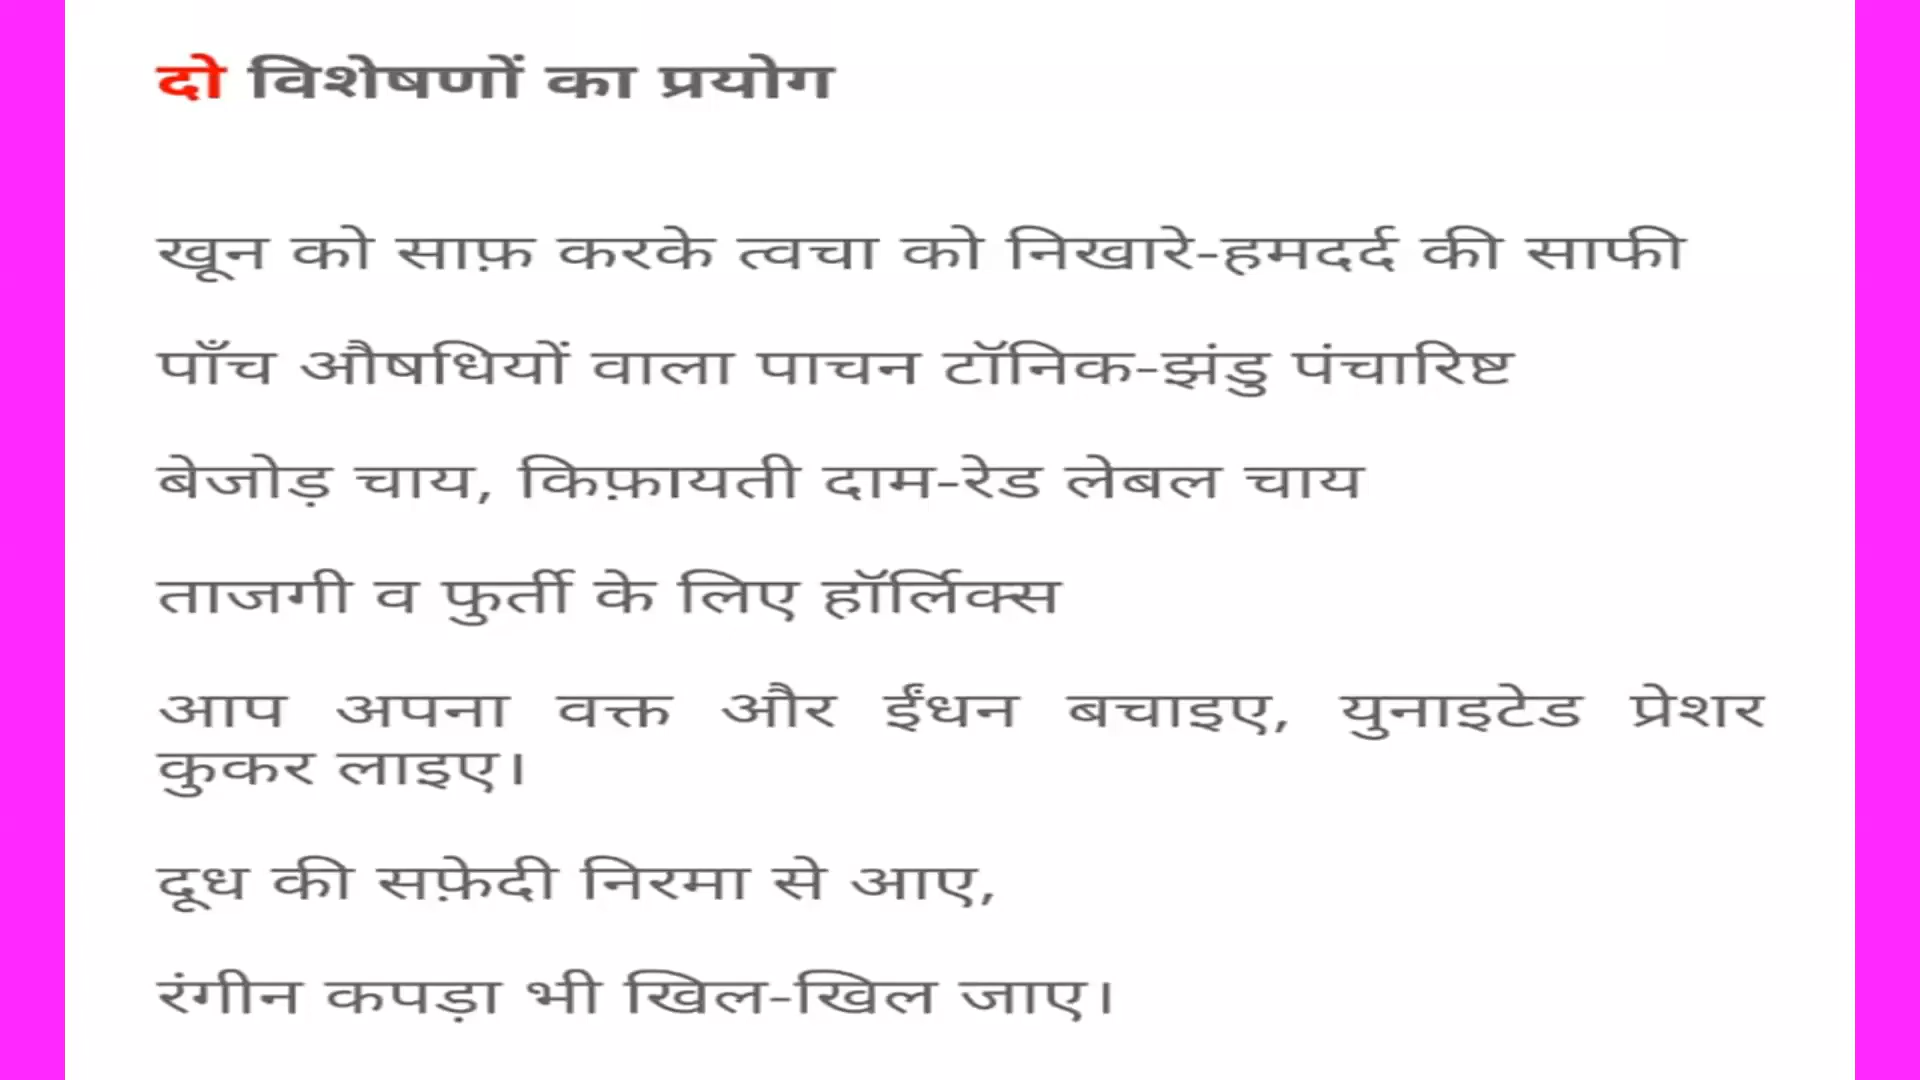 दो विशेषणों का प्रयोग
खून को साफ़ करके त्वचा को निखारे-हमदर्द की साफी
पाँच औषधियों वाला पाचन टॉनिक-झंडु पंचारिष्ट
बेजोड़ चाय, किफ़ायती दाम-रेड लेबल चाय
ताजगी व फुर्ती के लिए हॉर्लिक्स
आप अपना वक्त और ईंधन बचाइए, युनाइटेड प्रेशर
कुकर लाइए।
दूध की सफ़ेदी निरमा से आए,
रंगीन कपड़ा भी खिल-खिल जाए।